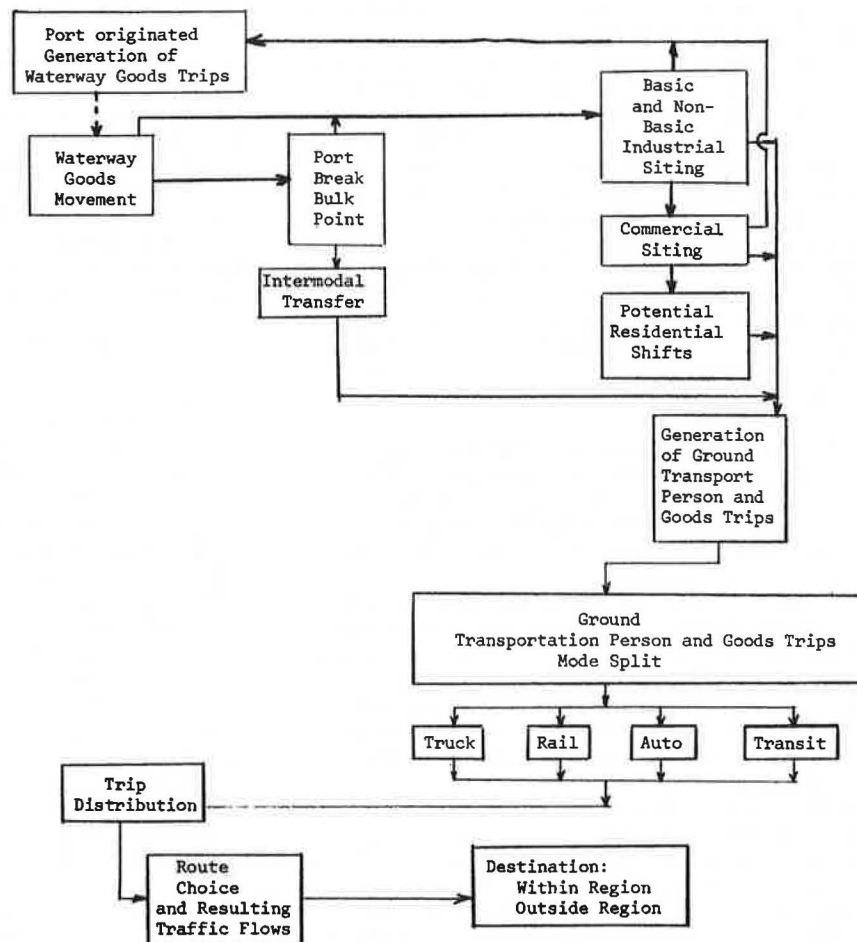 Port originated
Generation of
Waterway Goods Trips
Basic
and Non-
Basic
Industrial
Siting
Waterway
Goods
Movement
Port
Break
Bulk
Point
Commercial
Siting
Intermodal
Transfer
Potential
Residential
Shifts
Generation
of Ground
Transport
Person and
Goods Trips
Ground
Transportation Person and Goods Trips
Mode Split
Truck
Rail
Auto
Transit
Trip
Distribution
Route
Choice
and Resulting
Traffic Flows
Destination:
Within Region
Outside Region